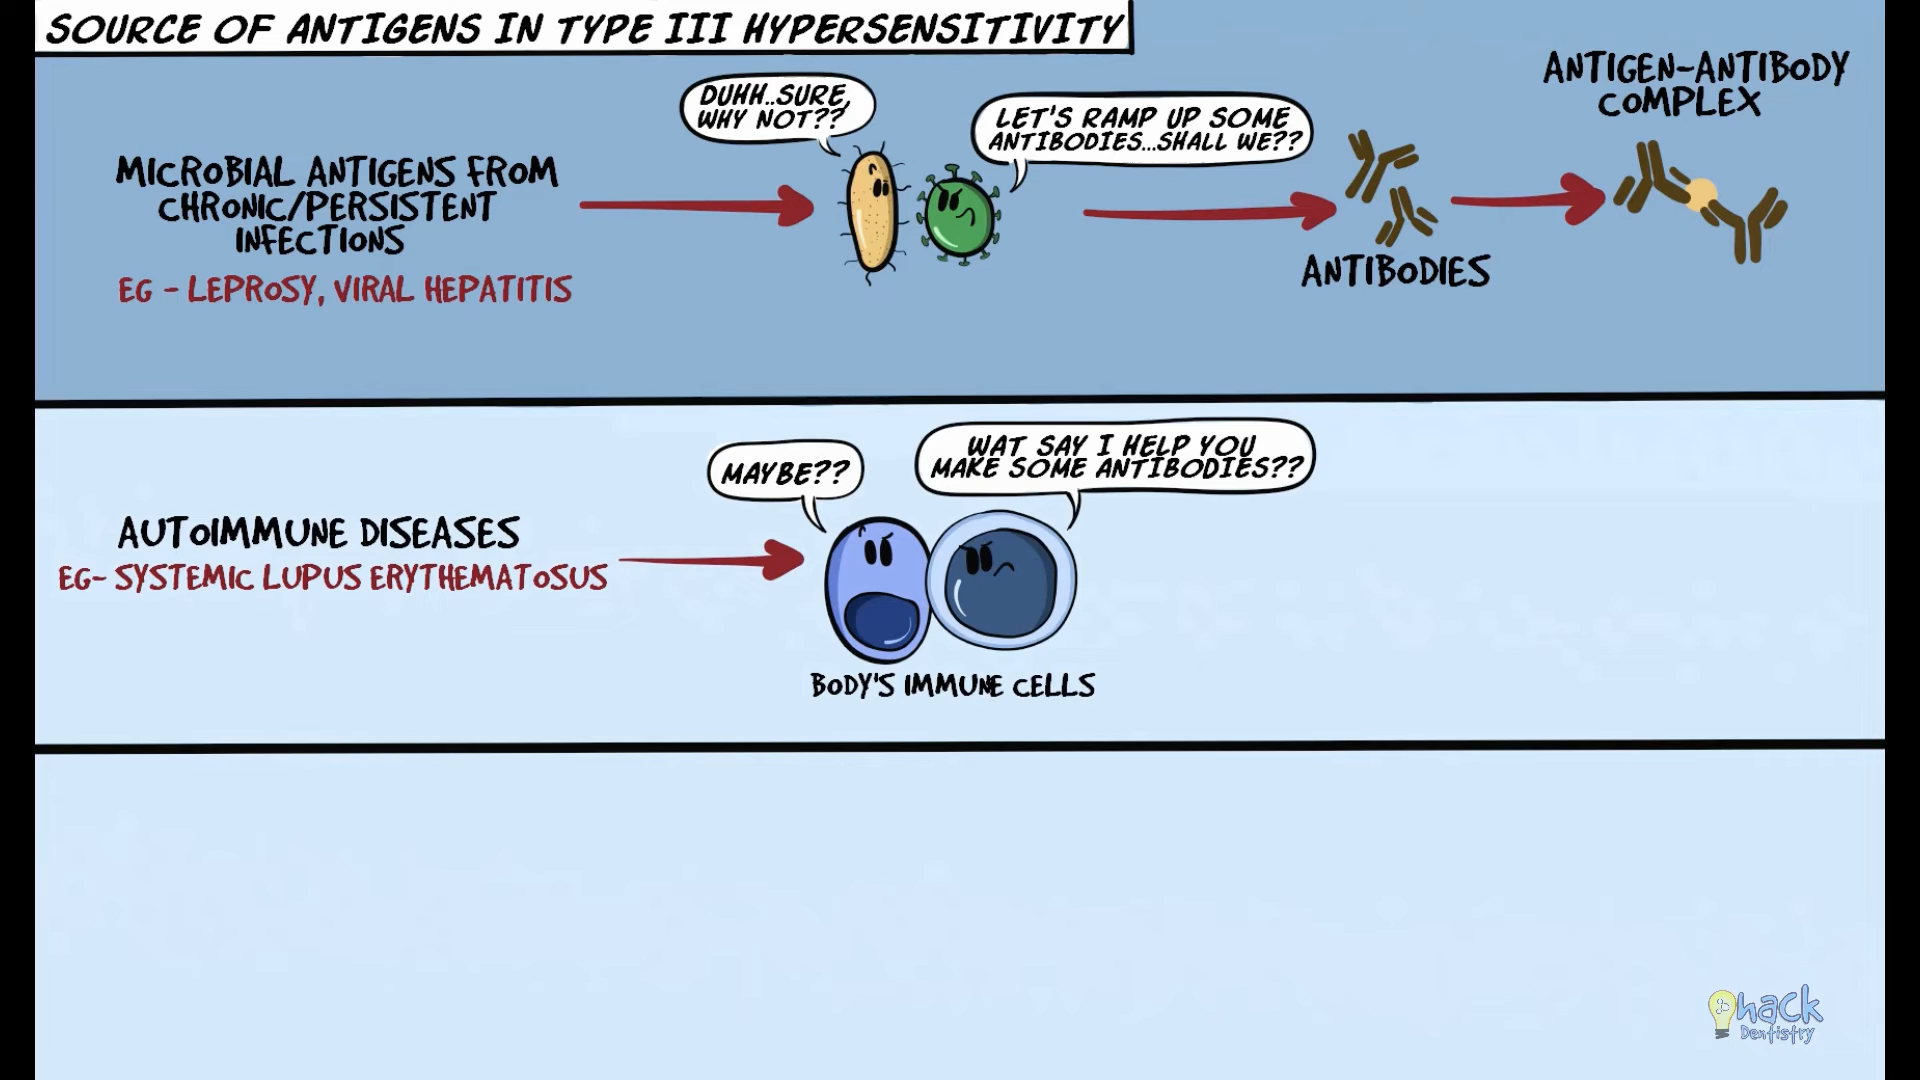 SOURCE OF ANTIGENS IN TYPE III HYPERSENSITIVITY
ANTIGEN-ANTIBODY
COMPLEX
DUHH..SURE,
WHY NOT??
LET'S RAMP UP SOME
ANTIBODIES...SHALL WE??
MICROBIAL ANTIGENS FROM
CHRONIC/PERSISTENT
INFECTIONS
EG - LEPROSY, VIRAL HEPATITIS
ANTIBODIES
MAYBE??
WAT SAY I HELP YOU
MAKE SOME ANTIBODIES??
AUTOIMMUNE DISEASES
EG- SYSTEMIC LUPUS ERYTHEMATOSUS
BODY'S IMMUNE CELLS
hack
Dentistry